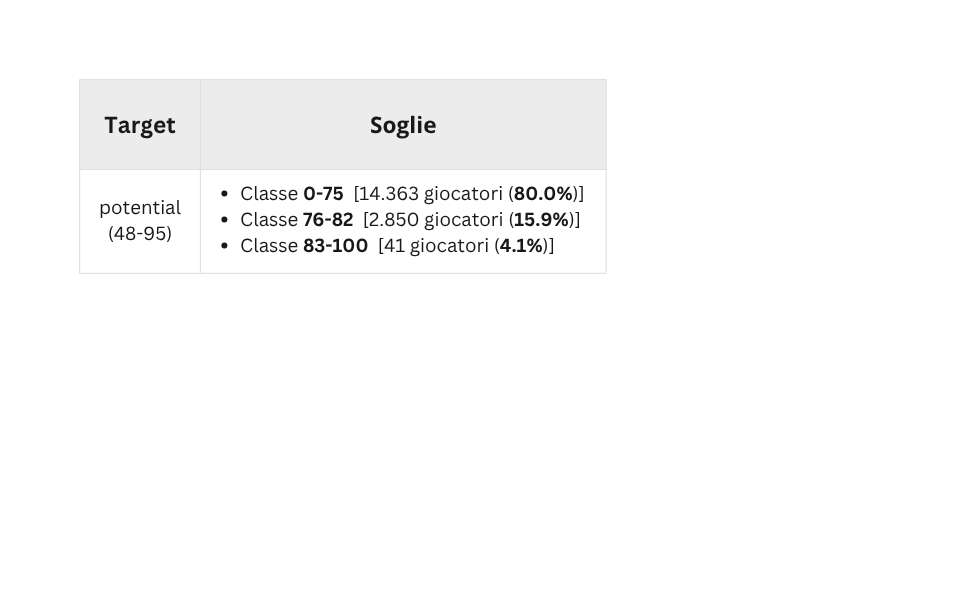 Target
Soglie
potential
(48-95)
• Classe 0-75 [14.363 giocatori (80.0%)]
• Classe 76-82 [2.850 giocatori (15.9%)]
• Classe 83-100 [41 giocatori (4.1%)]